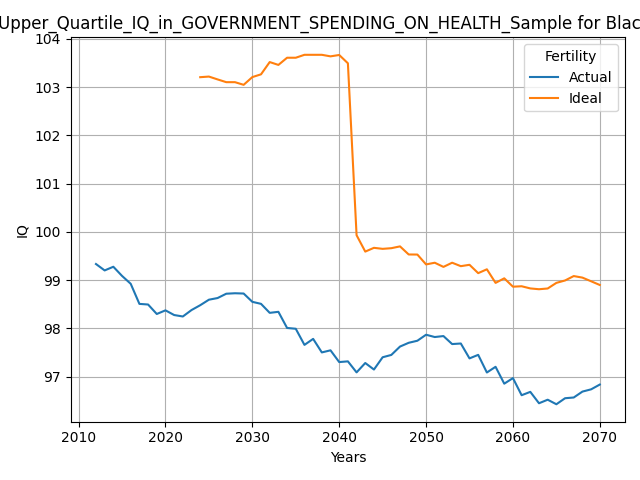 Upper_Quartile_IQ_in_GOVERNMENT_SPENDING_ON_HEALTH_Sample for Blac
104
103
102
101
100
99
98
97
IQ
Fertility
Actual
Ideal
2010 2020 2030 2040 2050 2060 2070
Years